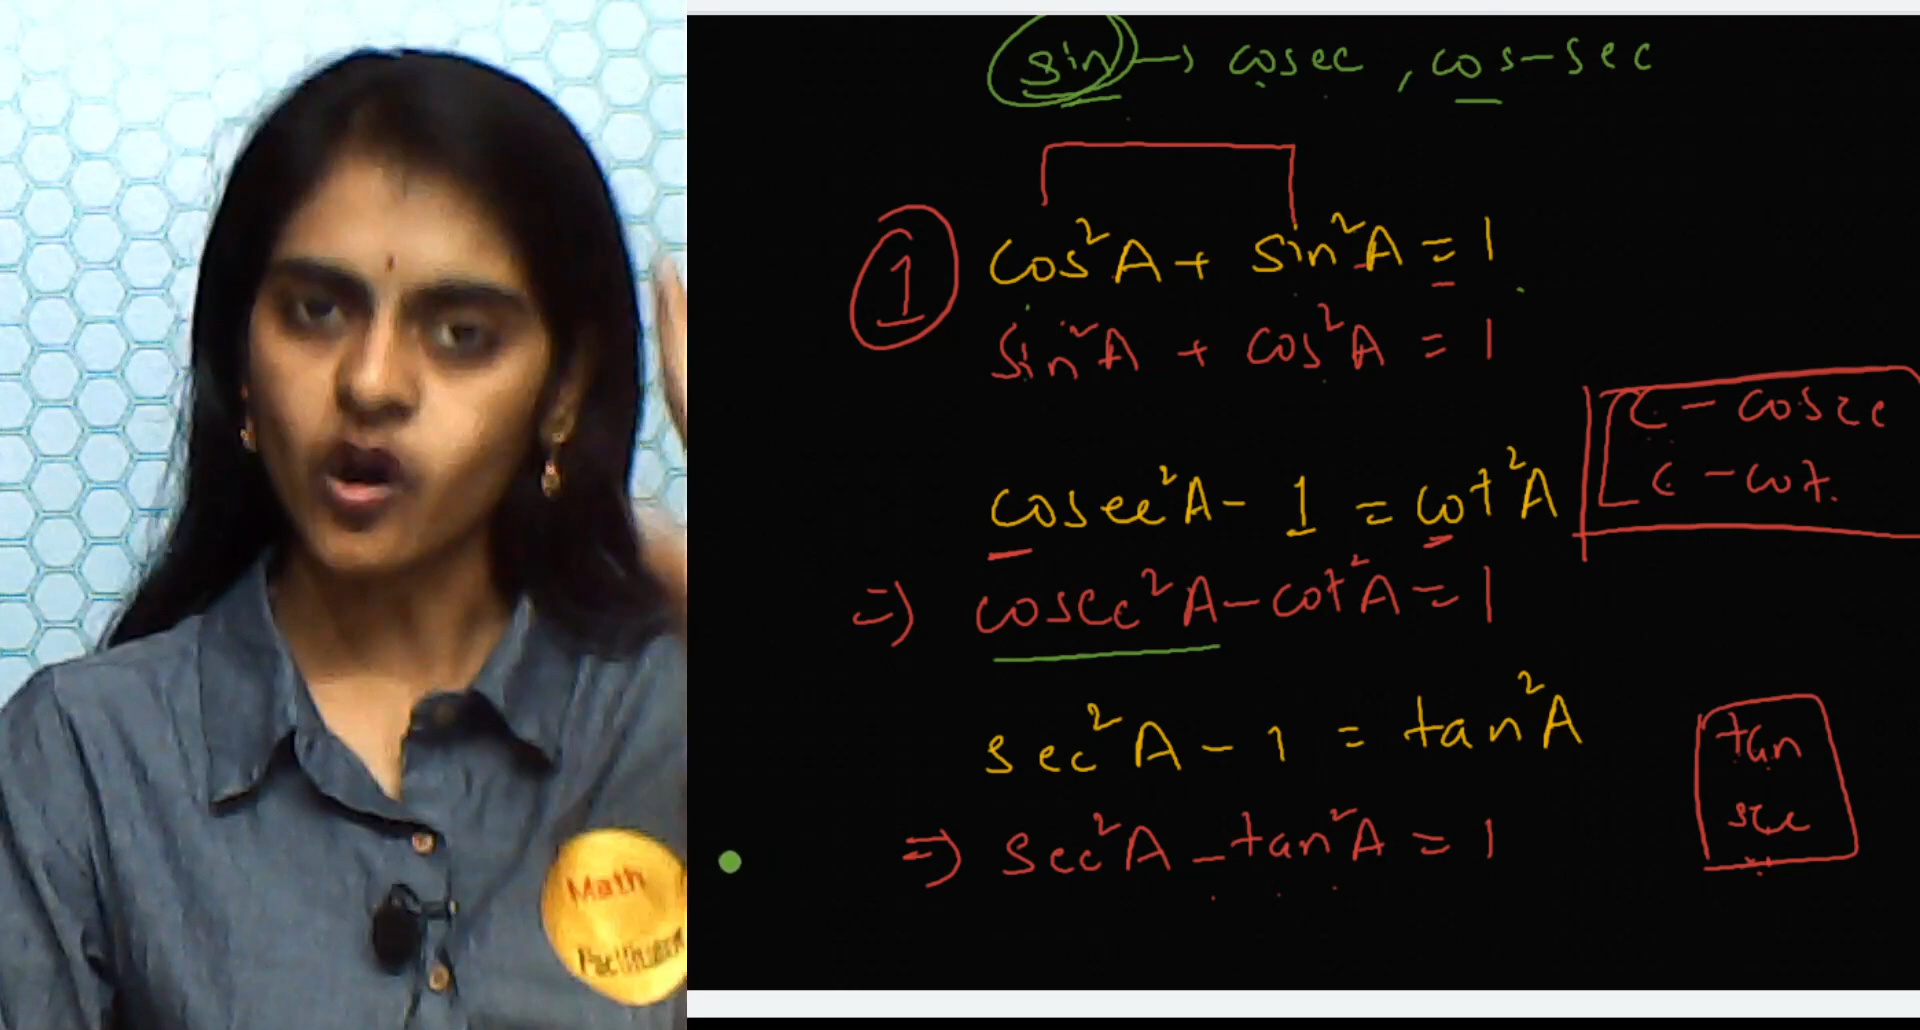 sin → cosec , cos - sec
1
cos²A + sin²A = 1
sin²A + cos²A = 1
c - cosec
c - cot.
cosec²A - 1 = cot²A
=> cosec²A - cot²A = 1
sec²A - 1 = tan²A
=> sec²A - tan²A = 1
tan
sec
Math